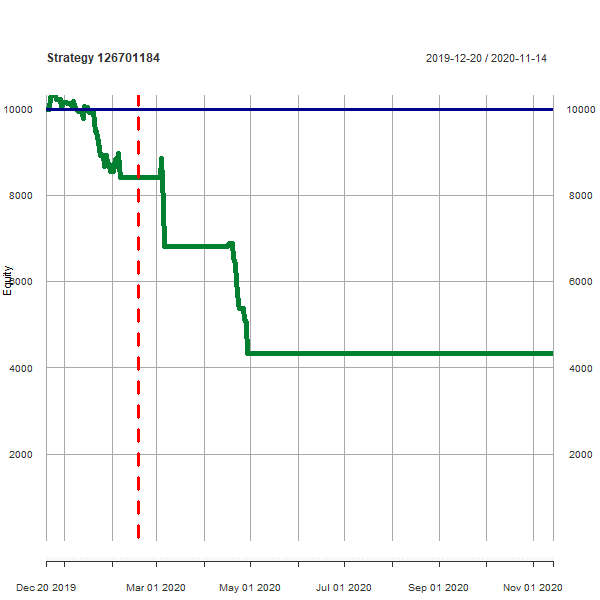 Strategy 126701184
2019-12-20 / 2020-11-14
10000
10000
8000
8000
Equity
6000
6000
4000
4000
2000
2000
Dec 20 2019
Mar 01 2020
May 01 2020
Jul 01 2020
Sep 01 2020
Nov 01 2020